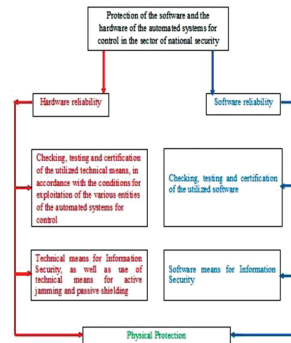 Protection of the software and the
hardware of the automated systems for
control in the sector of national security
Hardware reliability
Software reliability
Checking, testing and certification
of the utilized technical means, in
accordance with the conditions for
exploitation of the various entities
of the automated systems for
control
Checking, testing and certification
of the utilized software
Technical means for Information
Security, as well as use of
technical means for active
jamming and passive shielding
Software means for Information
Security
Physical Protection